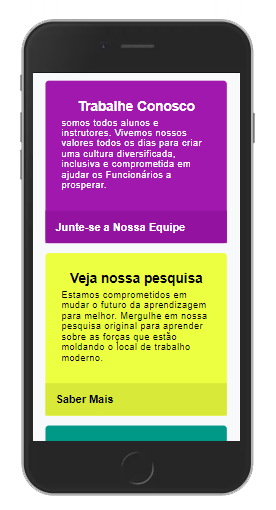 Trabalhe Conosco
somos todos alunos e
instrutores. Vivemos nossos
valores todos os dias para criar
uma cultura diversificada,
inclusiva e comprometida em
ajudar os Funcionários a
prosperar.
Junte-se a Nossa Equipe
Veja nossa pesquisa
Estamos comprometidos em
mudar o futuro da aprendizagem
para melhor. Mergulhe em nossa
pesquisa original para aprender
sobre as forças que estão
moldando o local de trabalho
moderno.
Saber Mais